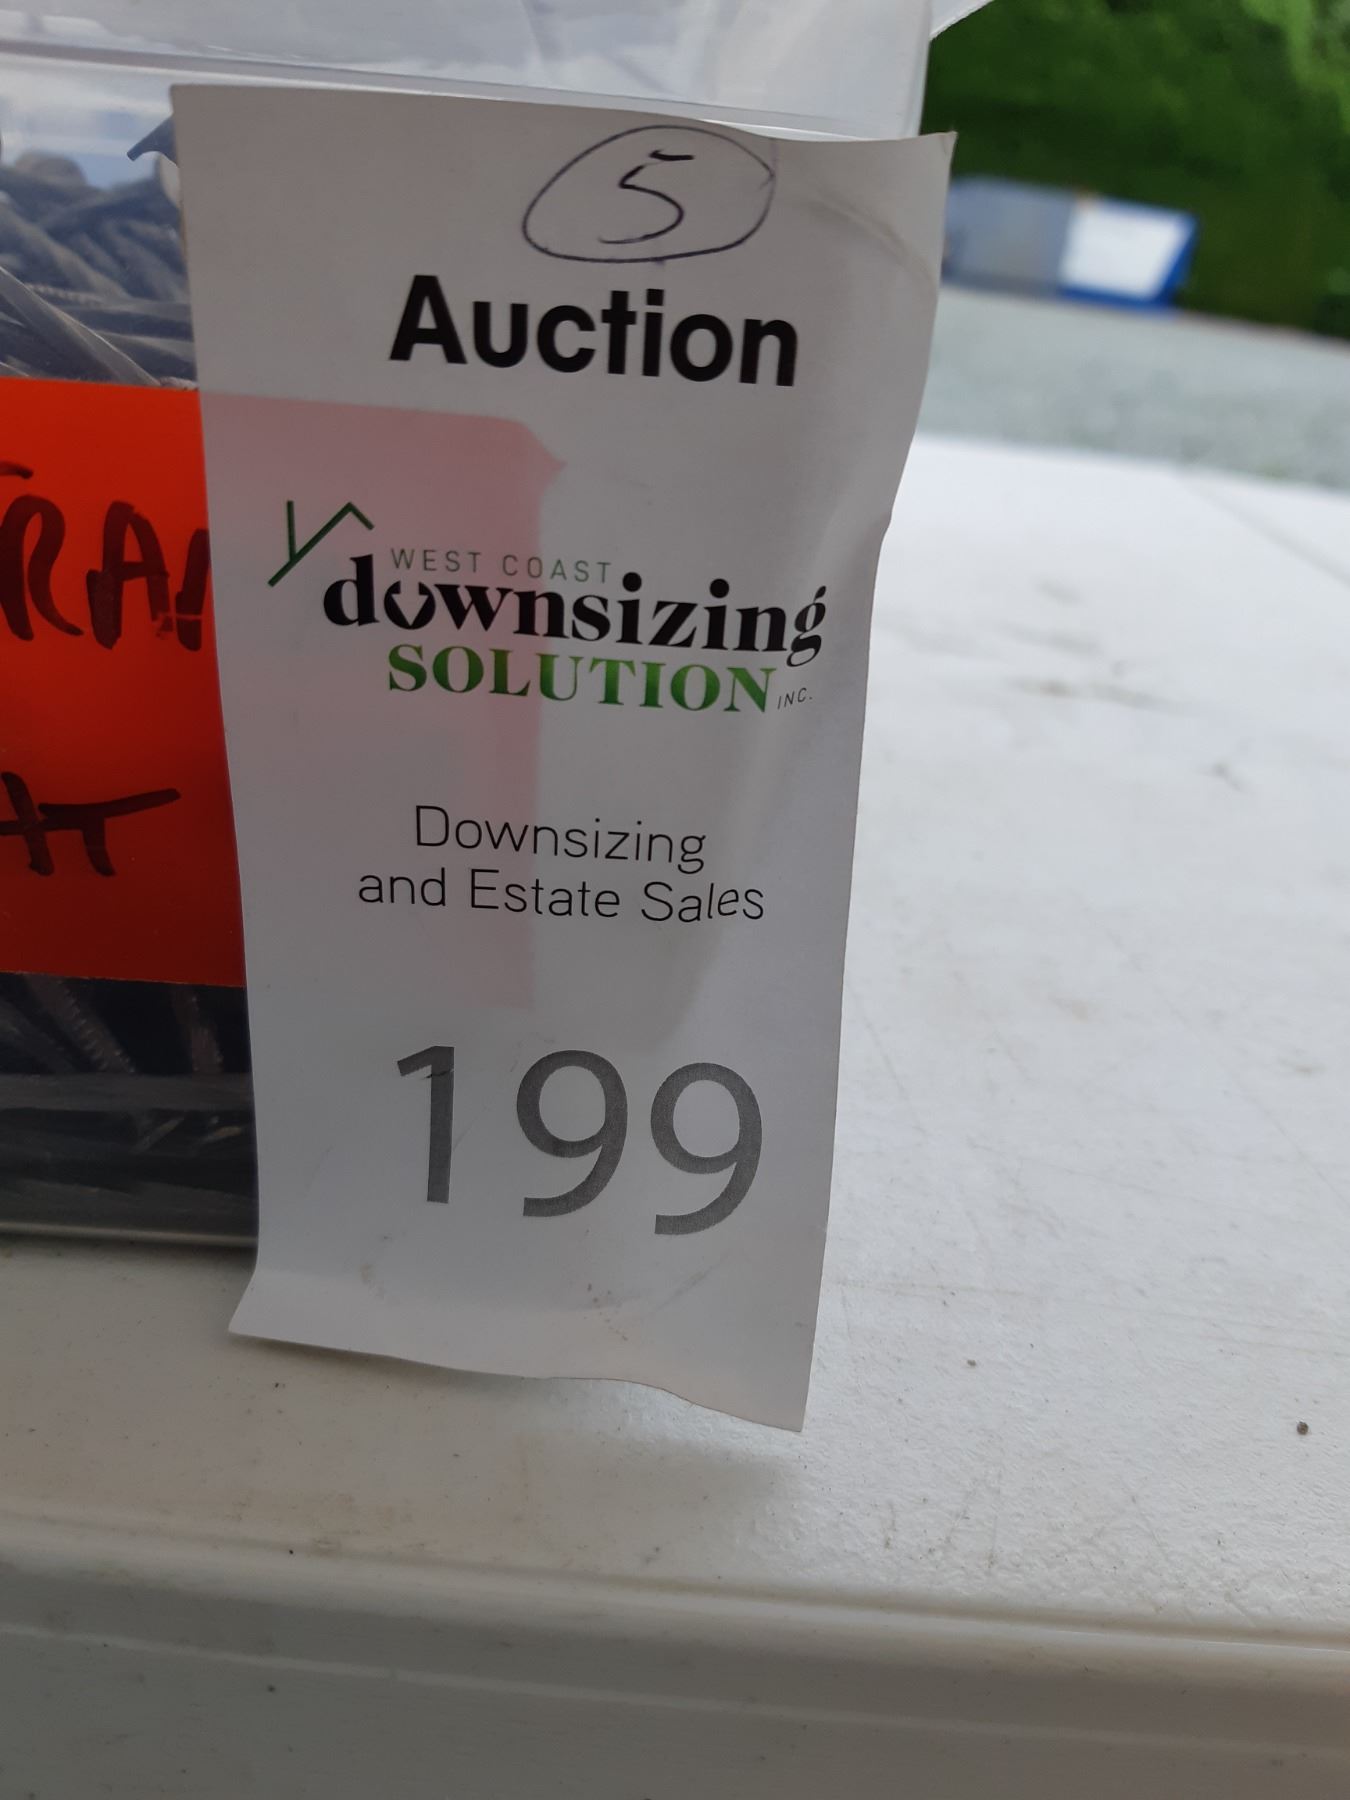 5
Auction
WEST COAST
downsizing
SOLUTION INC.
Downsizing
and Estate Sales
199